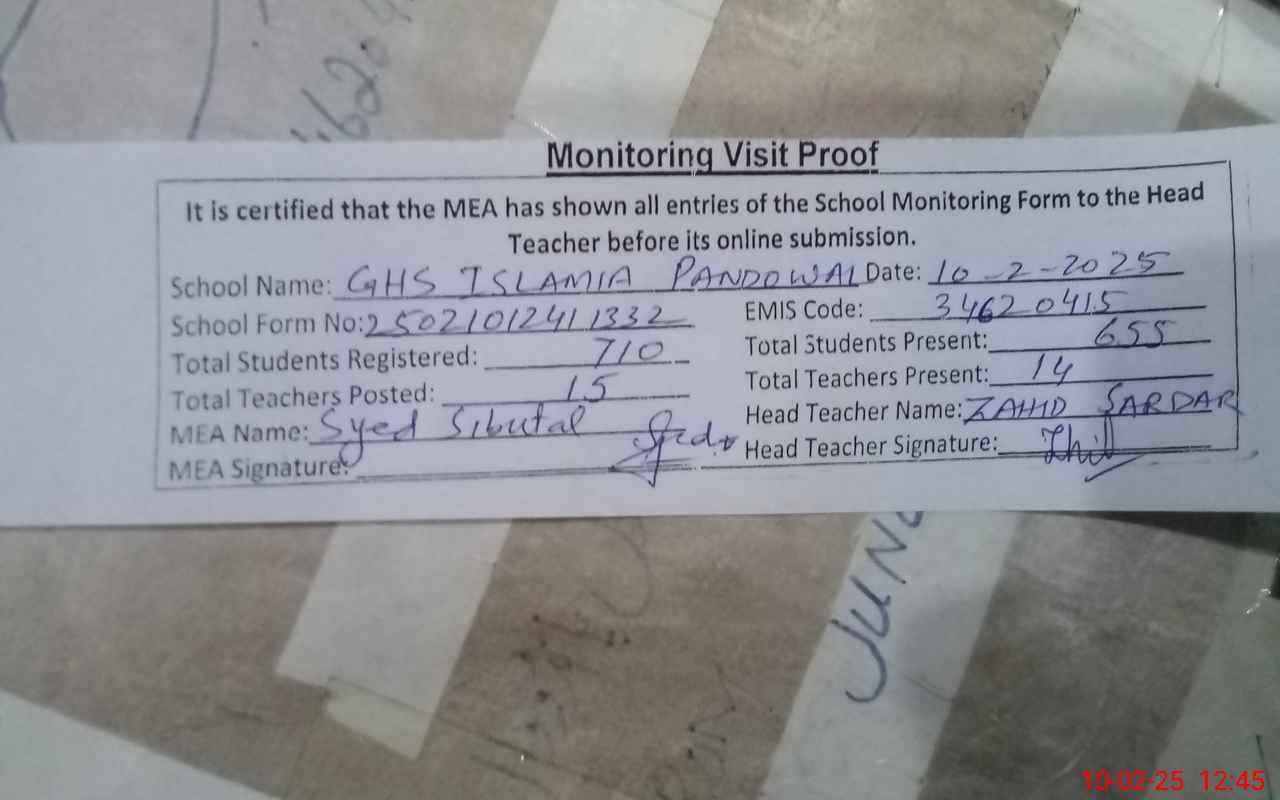 46204
Monitoring Visit Proof
It is certified that the MEA has shown all entries of the School Monitoring Form to the Head
Teacher before its online submission.
School Name: GHS ISLAMIA PANDOWAL Date: 10-2-2025
School Form No: 25021012411332 EMIS Code: 34620415
Total Students Registered: 710 Total Students Present: 655
Total Teachers Posted: 15 Total Teachers Present: 14
MEA Name: Syed Sibutal Head Teacher Name: ZAHID SARDAR
MEA Signature: Head Teacher Signature:
JUN
10-02-25 12:45